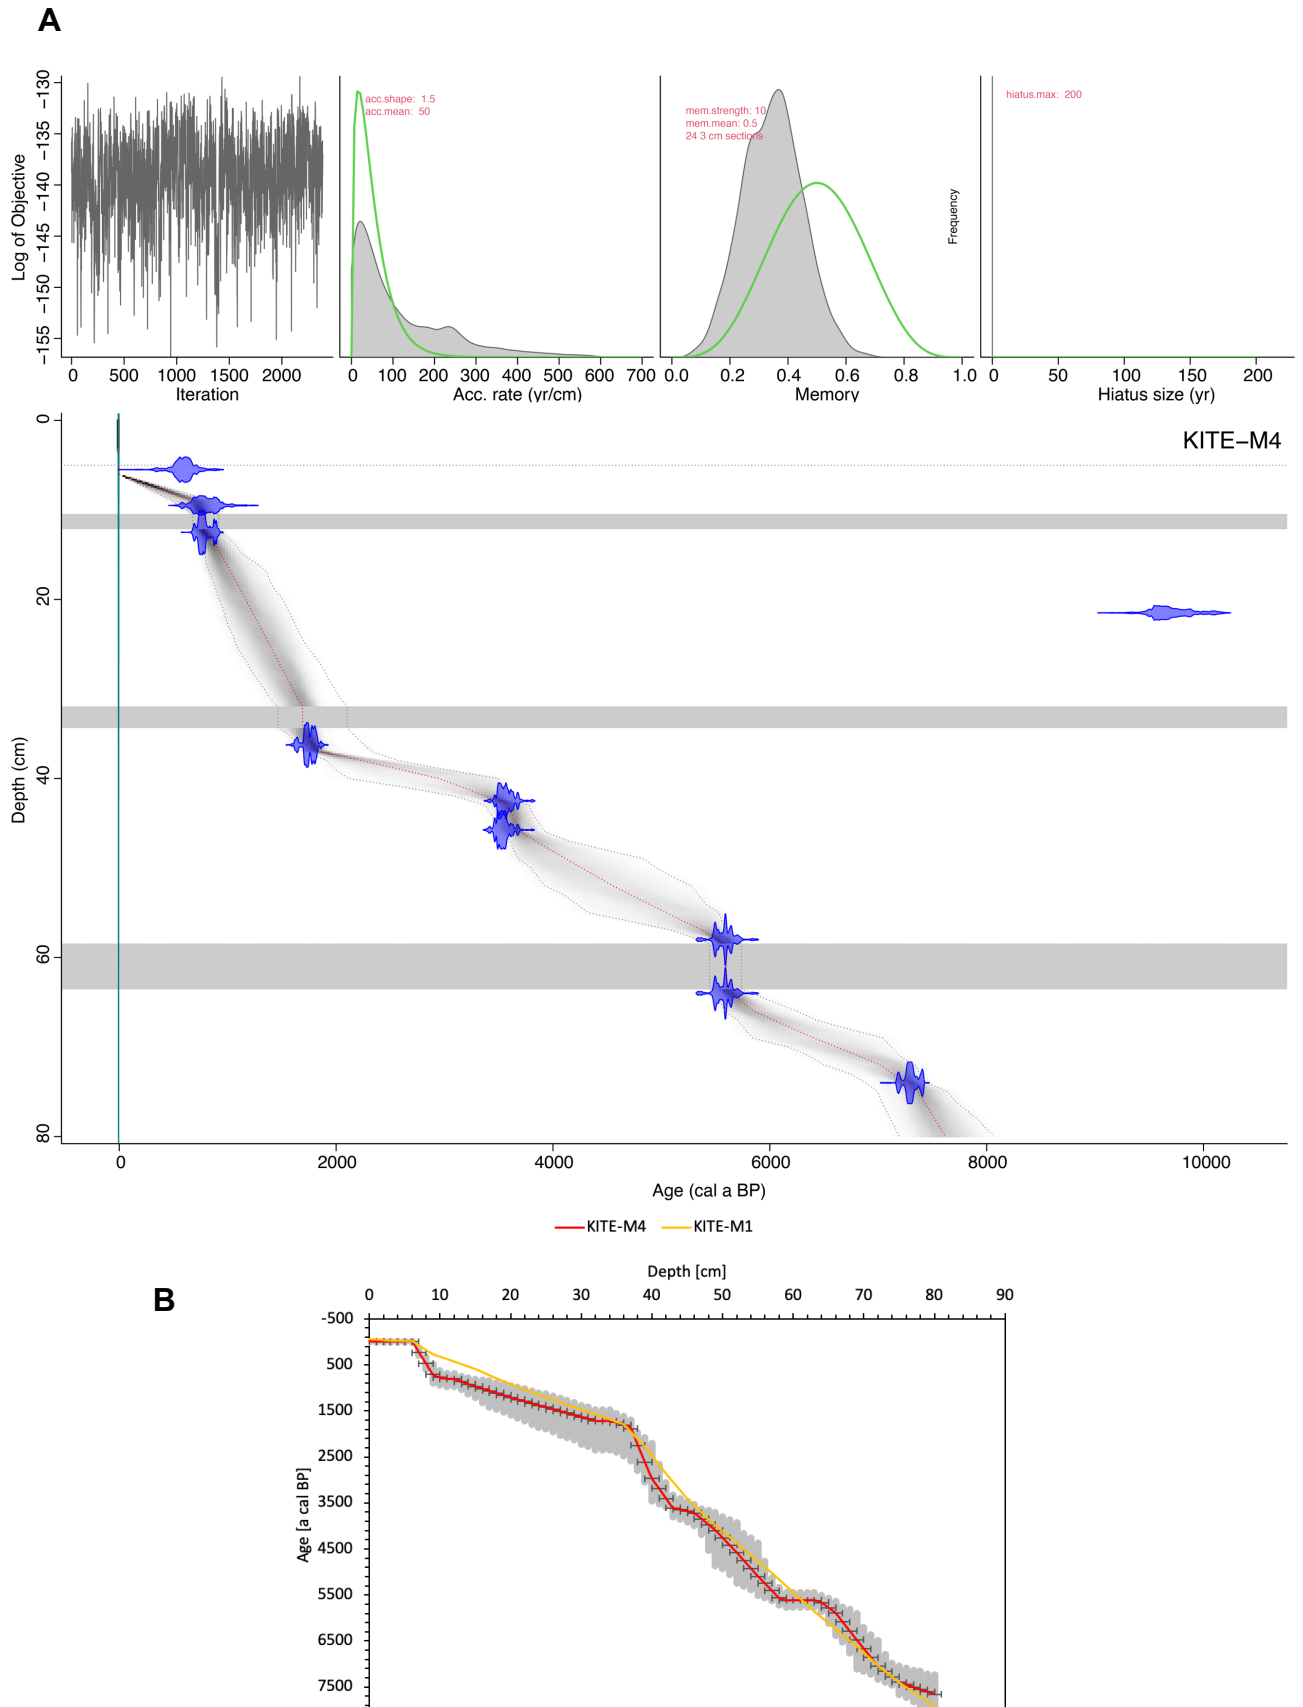 A
Log of Objective
-130
-135
-140
-145
-150
-155
0 500 1000 1500 2000
Iteration
acc.shape: 1.5
acc.mean: 50
0 100 200 300 400 500 600 700
Acc. rate (yr/cm)
mem.strength: 10
mem.mean: 0.5
24 3 cm sections
0.0 0.2 0.4 0.6 0.8 1.0
Memory
Frequency
hiatus.max: 200
0 50 100 150 200
Hiatus size (yr)
KITE-M4
Depth (cm)
0
20
40
60
80
0 2000 4000 6000 8000 10000
Age (cal a BP)
KITE-M4 KITE-M1
B
Depth [cm]
0 10 20 30 40 50 60 70 80 90
Age [a cal BP]
-500
500
1500
2500
3500
4500
5500
6500
7500